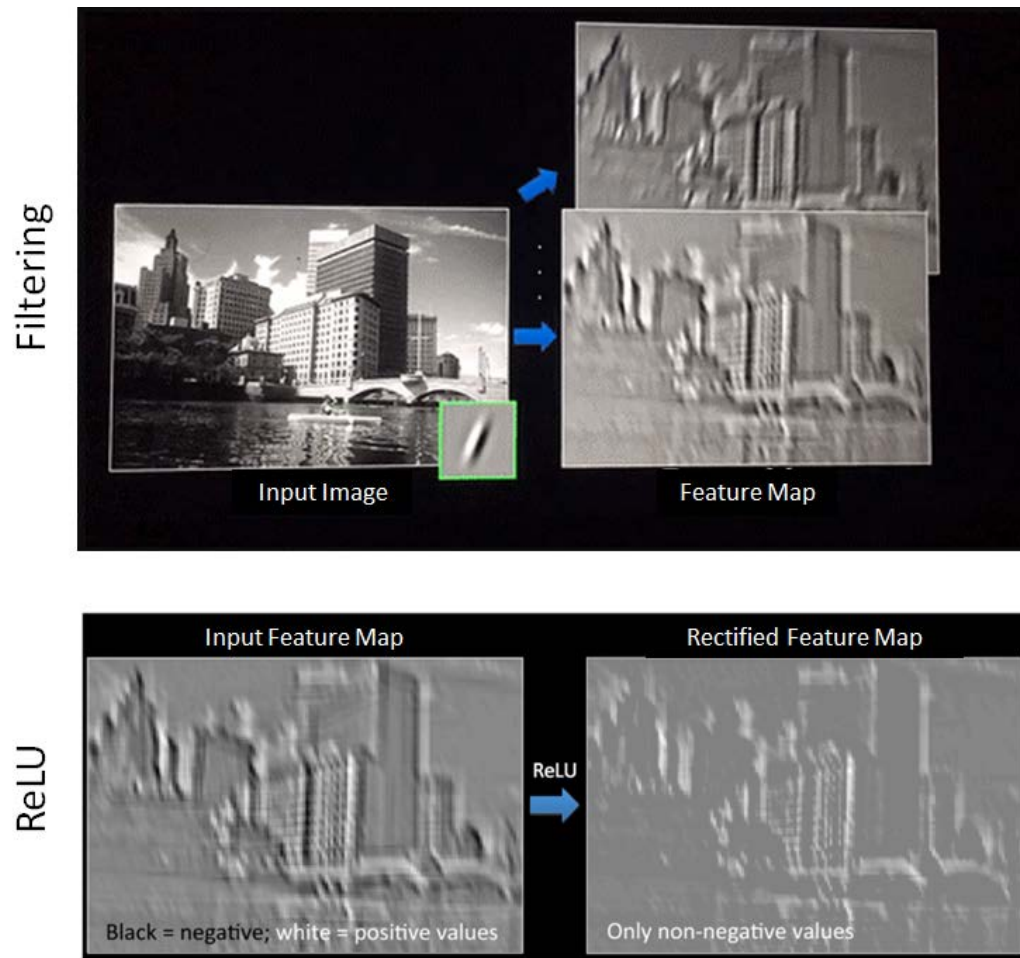 Filtering
Input Image
Feature Map
ReLU
Input Feature Map
Rectified Feature Map
ReLU
Black = negative; white = positive values
Only non-negative values